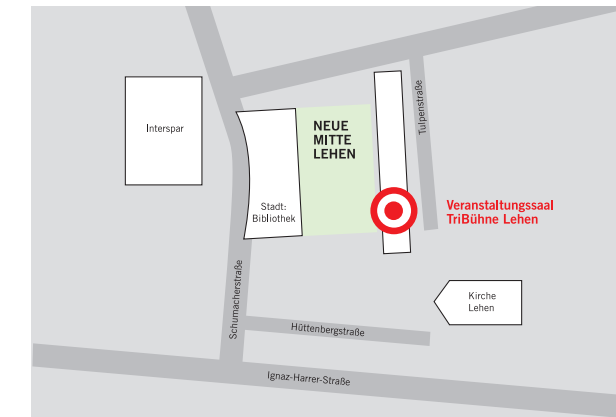 Interspar
NEUE
MITTE
LEHEN
Tulpenstraße
Stadt:
Bibliothek
Veranstaltungssaal
TriBühne Lehen
Schumacherstraße
Kirche
Lehen
Hüttenbergstraße
Ignaz-Harrer-Straße